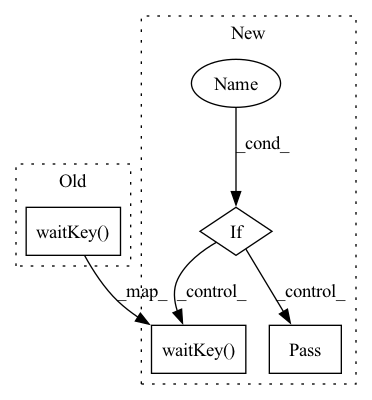 New
Name
Old
_cond_
waitKey()
If
_map_
_control_
_control_
waitKey()
Pass